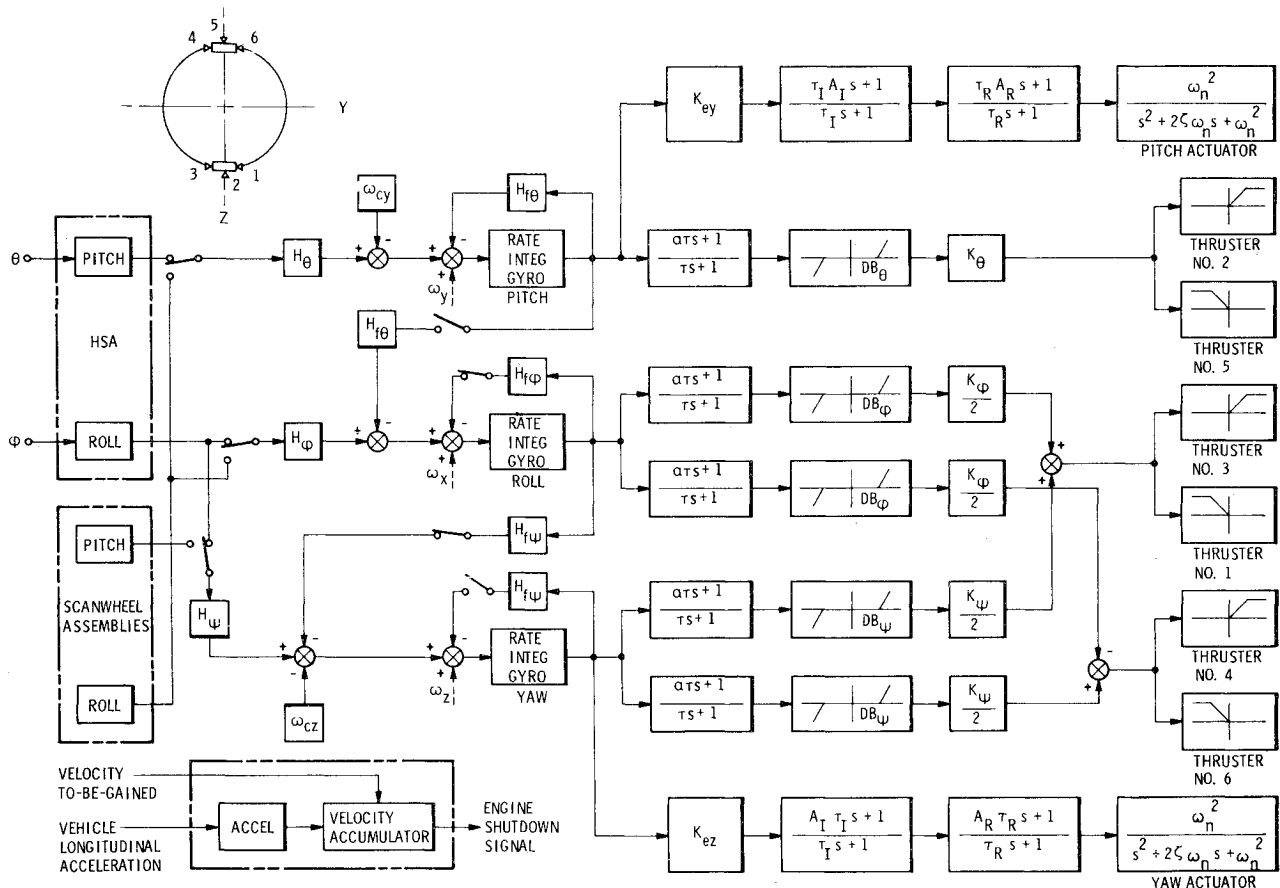 5
4
6
Y
3
2
1
Z
K_ey
τ_I A_I s + 1
τ_I s + 1
τ_R A_R s + 1
τ_R s + 1
ω_n^2
s^2 + 2ζω_n s + ω_n^2
PITCH ACTUATOR
ω_cy
H_fθ
θ
PITCH
H_θ
+
-
+
-
+
ω_y
RATE
INTEG
GYRO
PITCH
ατs + 1
τs + 1
DB_θ
K_θ
THRUSTER
NO. 2
THRUSTER
NO. 5
HSA
H_fθ
H_fφ
φ
ROLL
H_φ
+
-
+
-
+
ω_x
RATE
INTEG
GYRO
ROLL
ατs + 1
τs + 1
DB_φ
K_φ
2
ατs + 1
τs + 1
DB_φ
K_φ
2
+
+
THRUSTER
NO. 3
THRUSTER
NO. 1
PITCH
SCANWHEEL
ASSEMBLIES
ROLL
H_ψ
H_fψ
H_fψ
+
-
-
ω_cz
+
-
+
ω_z
RATE
INTEG
GYRO
YAW
ατs + 1
τs + 1
DB_ψ
K_ψ
2
ατs + 1
τs + 1
DB_ψ
K_ψ
2
-
+
THRUSTER
NO. 4
THRUSTER
NO. 6
VELOCITY
TO-BE-GAINED
VEHICLE
LONGITUDINAL
ACCELERATION
ACCEL
VELOCITY
ACCUMULATOR
ENGINE
SHUTDOWN
SIGNAL
K_ez
A_I τ_I s + 1
τ_I s + 1
A_R τ_R s + 1
τ_R s + 1
ω_n^2
s^2 + 2ζω_n s + ω_n^2
YAW ACTUATOR